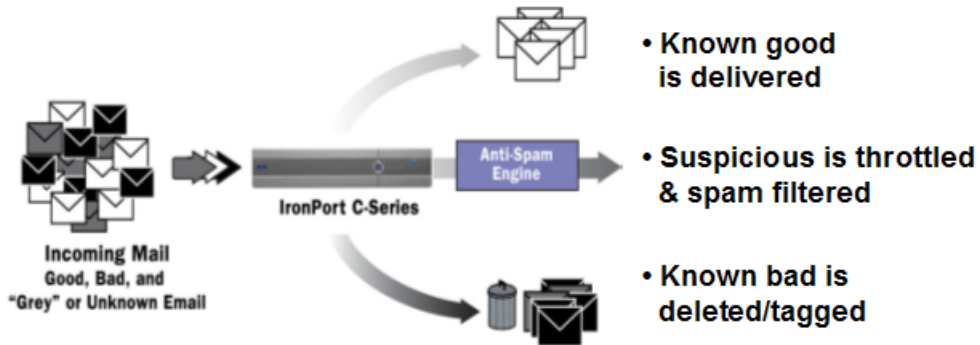 • Known good
is delivered
Anti-Spam
Engine
• Suspicious is throttled
& spam filtered
IronPort C-Series
Incoming Mail
Good, Bad, and
“Grey” or Unknown Email
• Known bad is
deleted/tagged